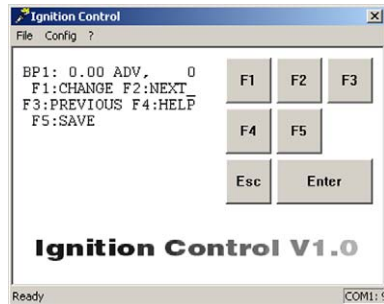 Ignition Control
File Config ?
BP1: 0.00 ADV, 0
F1:CHANGE F2:NEXT_
F3:PREVIOUS F4:HELP
F5:SAVE
F1 F2 F3
F4 F5
Esc Enter
Ignition Control V1.0
Ready COM1: